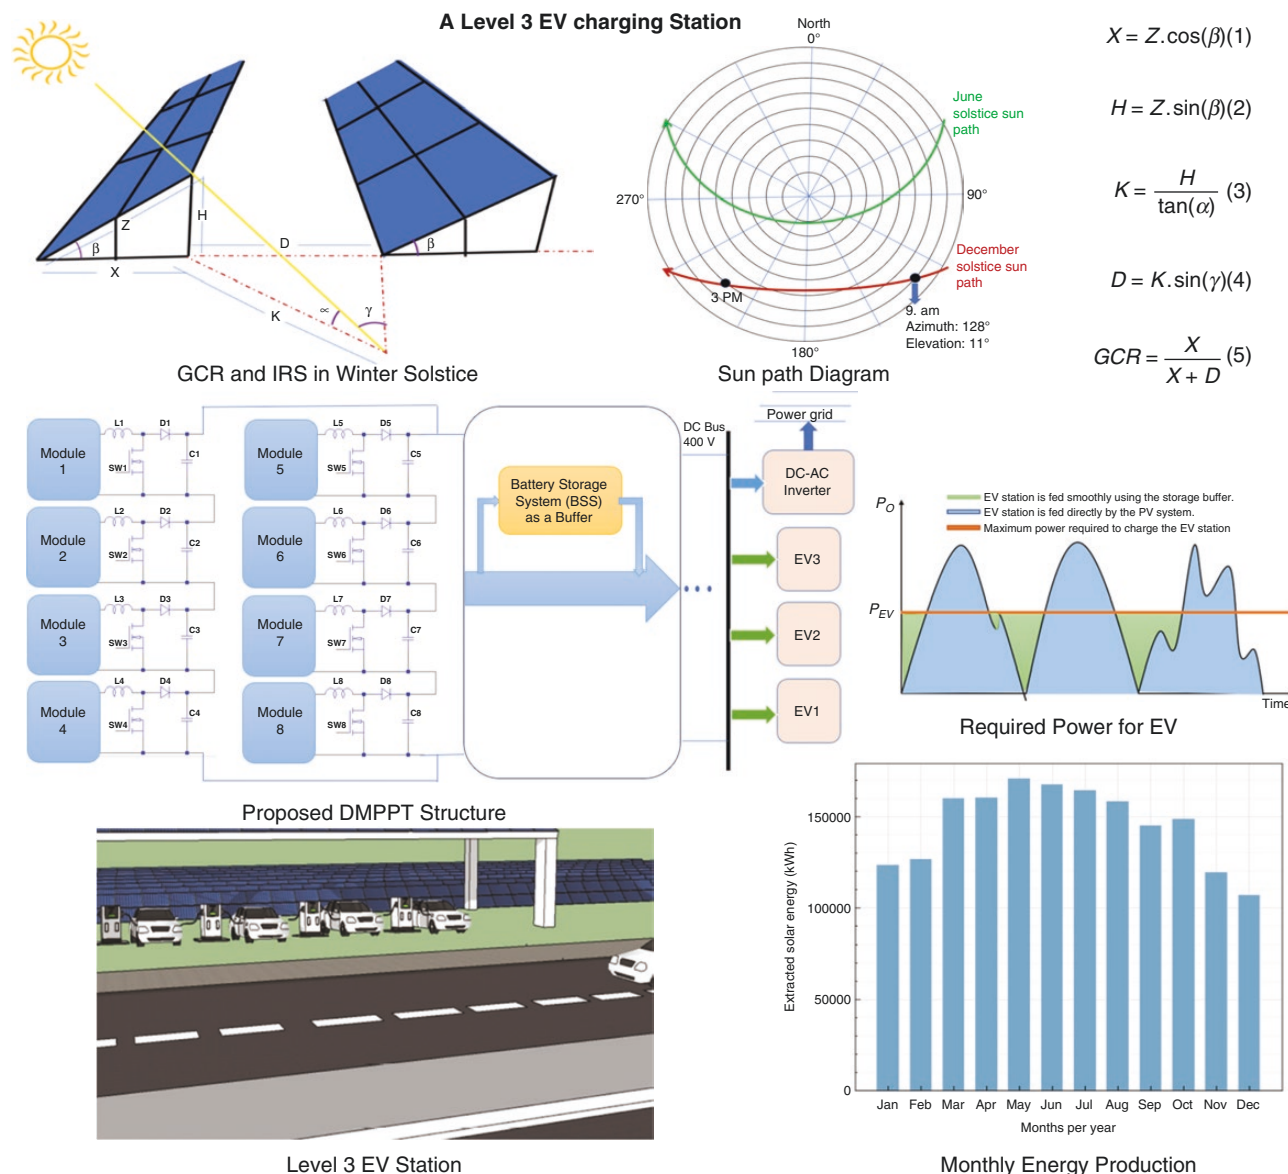 A Level 3 EV charging Station
Z
H
β
X
D
K
∝
γ
β
GCR and IRS in Winter Solstice
North
0°
June
solstice sun
path
270°
90°
December
solstice sun
path
3 PM
9. am
Azimuth: 128°
Elevation: 11°
180°
Sun path Diagram
X = Z.cos(β)(1)
H = Z.sin(β)(2)
K = H / tan(α) (3)
D = K.sin(γ)(4)
GCR = X / X + D (5)
Module
1
L1
D1
SW1
C1
Module
2
L2
D2
SW2
C2
Module
3
L3
D3
SW3
C3
Module
4
L4
D4
SW4
C4
Module
5
L5
D5
SW5
C5
Module
6
L6
D6
SW6
C6
Module
7
L7
D7
SW7
C7
Module
8
L8
D8
SW8
C8
Battery Storage
System (BSS)
as a Buffer
DC Bus
400 V
Power grid
DC-AC
Inverter
EV3
EV2
EV1
Proposed DMPPT Structure
EV station is fed smoothly using the storage buffer.
EV station is fed directly by the PV system.
Maximum power required to charge the EV station
PO
PEV
Time
Required Power for EV
Level 3 EV Station
Extracted solar energy (kWh)
150000
100000
50000
0
Jan Feb Mar Apr May Jun Jul Aug Sep Oct Nov Dec
Months per year
Monthly Energy Production